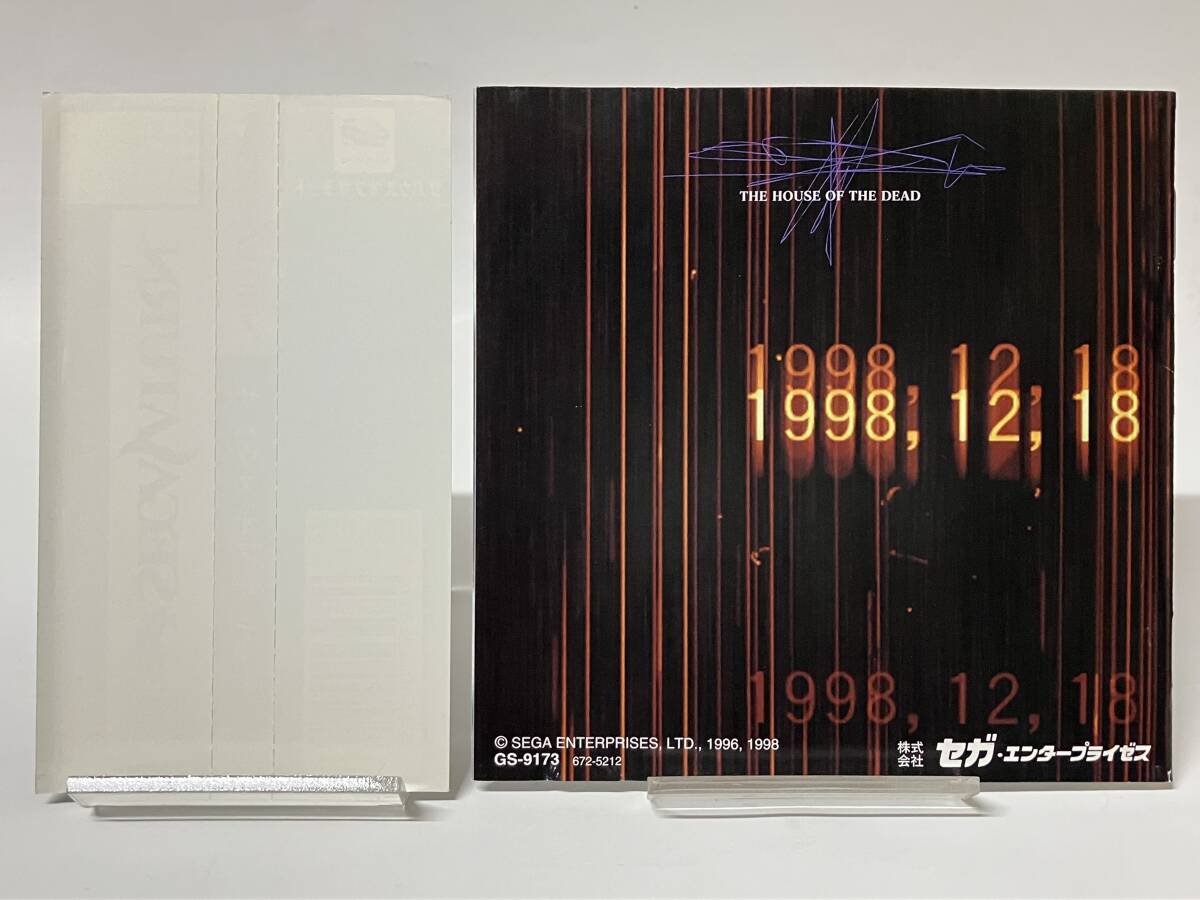 THE HOUSE OF THE DEAD
1998, 12, 18
1998, 12, 18
1998, 12, 18
© SEGA ENTERPRISES, LTD., 1996, 1998
GS-9173 672-5212
株式会社 セガ・エンタープライゼス
SEGA SATURN